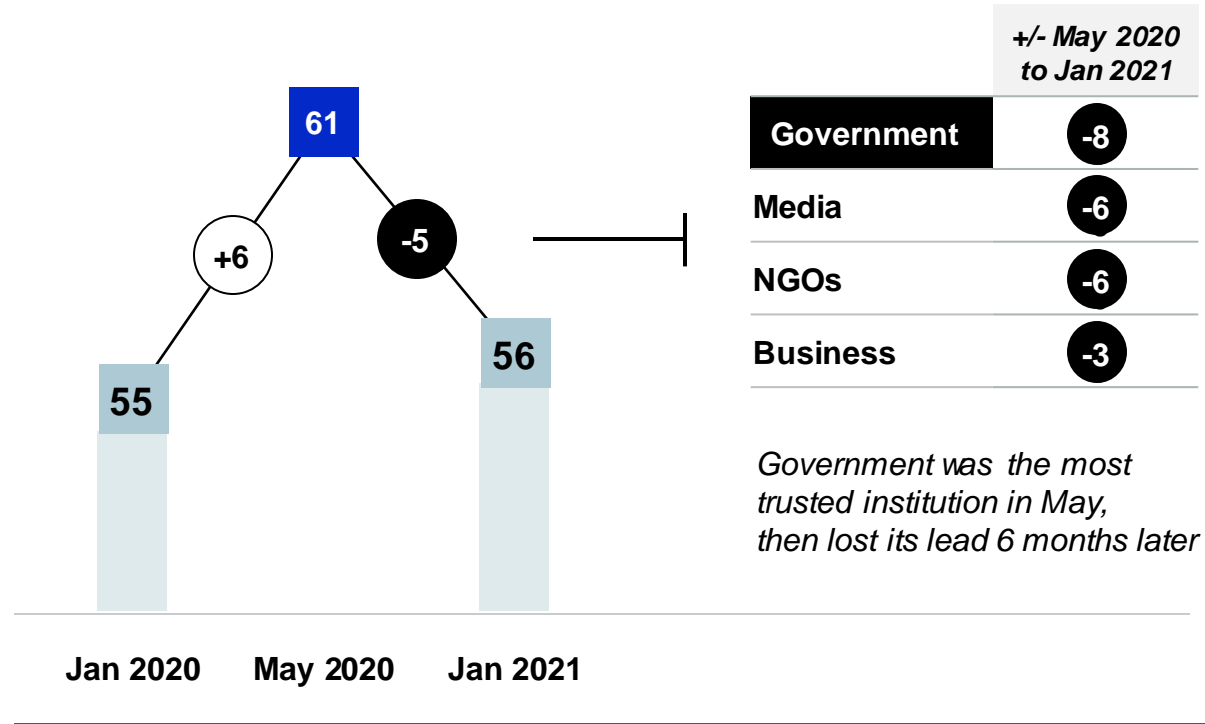 61
+6
-5
55
56
Jan 2020
May 2020
Jan 2021
+/- May 2020
to Jan 2021
Government
-8
Media
-6
NGOs
-6
Business
-3
Government was the most
trusted institution in May,
then lost its lead 6 months later